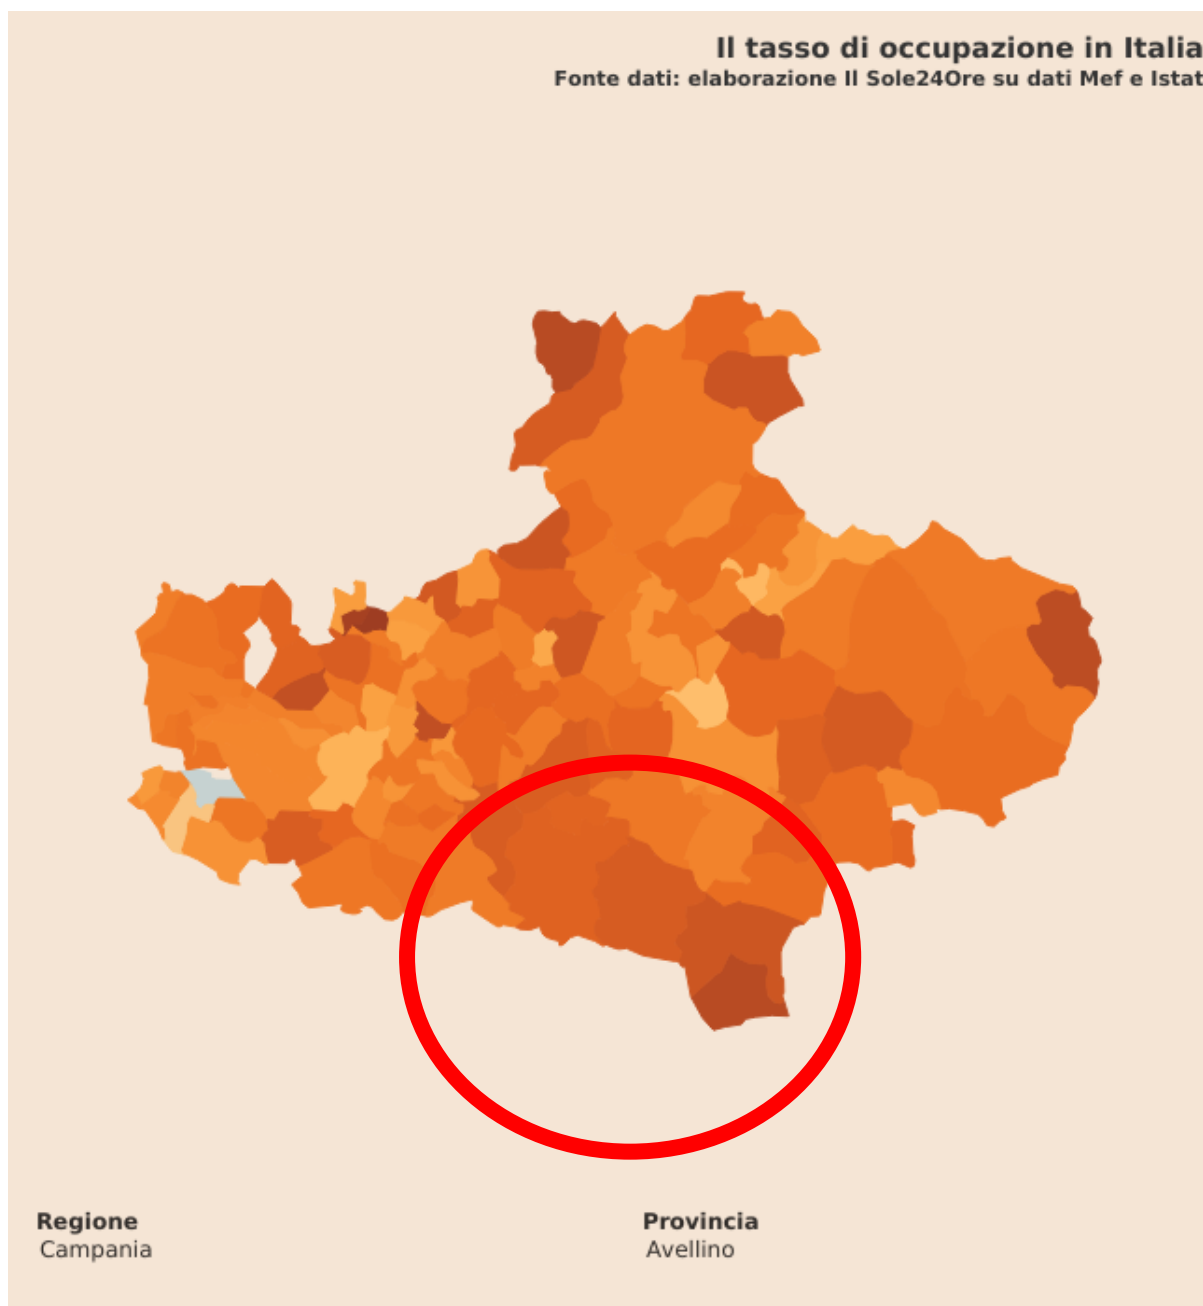 Il tasso di occupazione in Italia
Fonte dati: elaborazione Il Sole24Ore su dati Mef e Istat
Regione
Campania
Provincia
Avellino